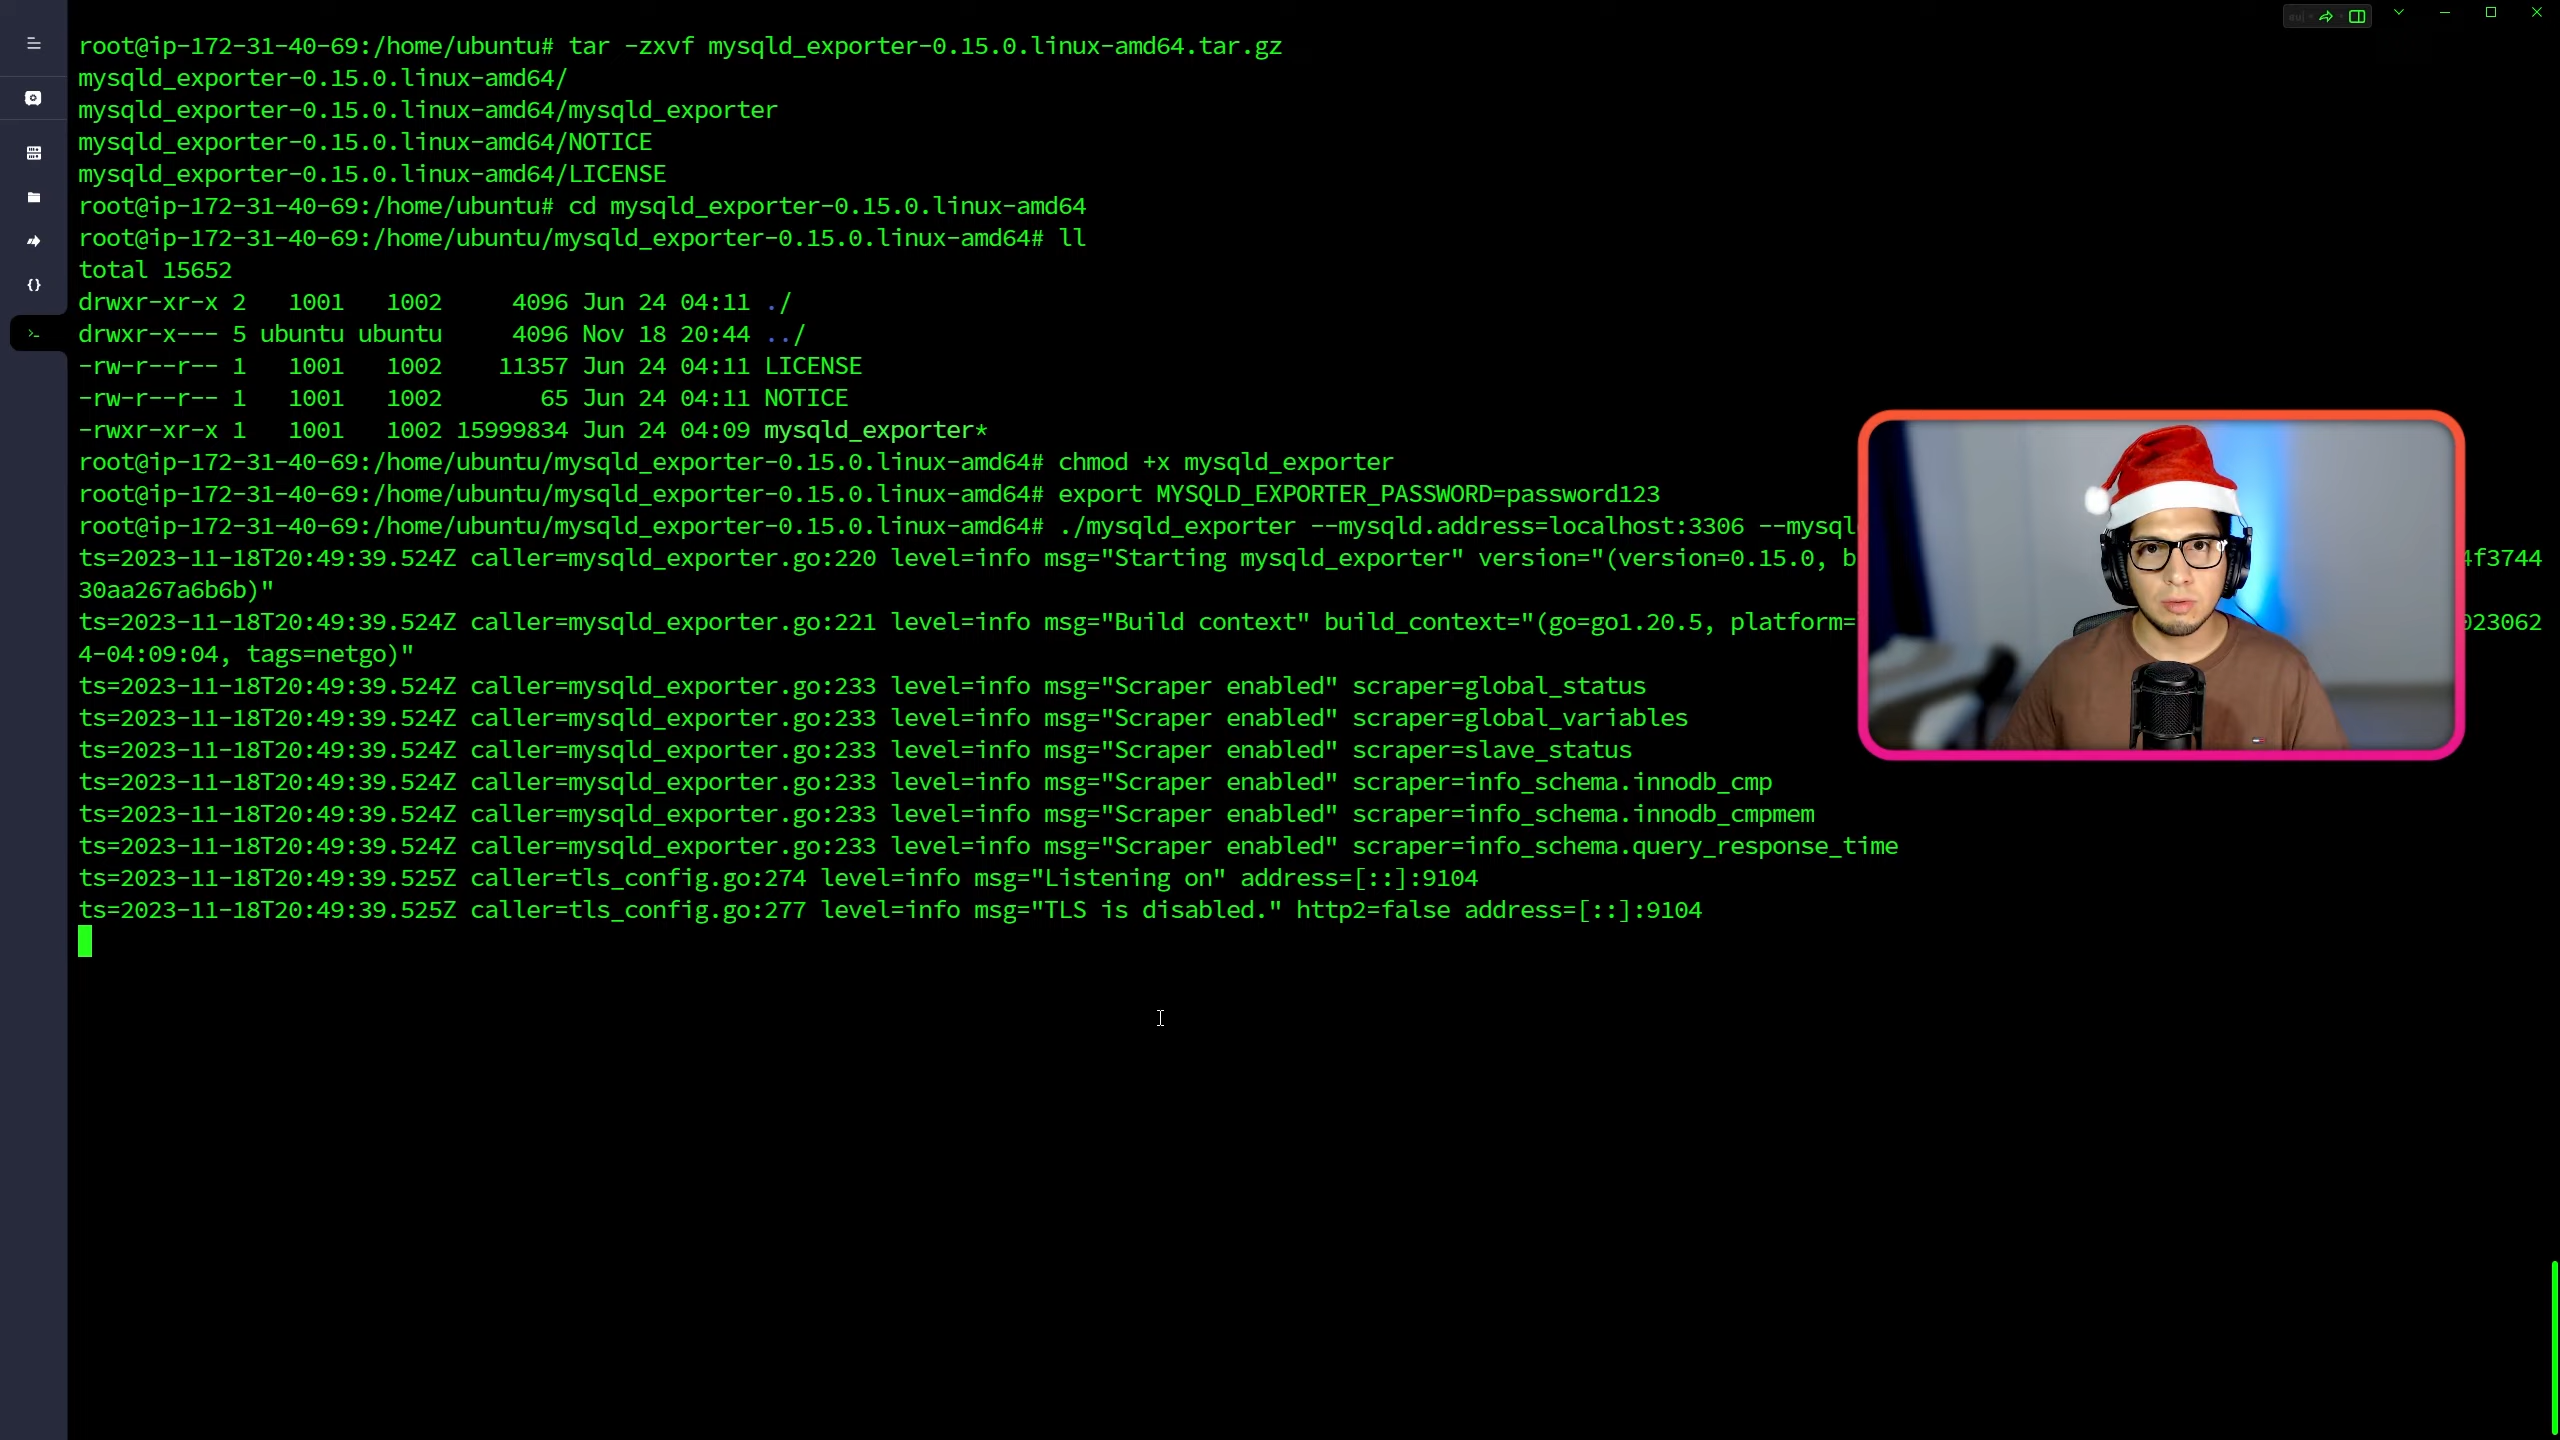 root@ip-172-31-40-69:/home/ubuntu# tar -zxvf mysqld_exporter-0.15.0.linux-amd64.tar.gz
mysqld_exporter-0.15.0.linux-amd64/
mysqld_exporter-0.15.0.linux-amd64/mysqld_exporter
mysqld_exporter-0.15.0.linux-amd64/NOTICE
mysqld_exporter-0.15.0.linux-amd64/LICENSE
root@ip-172-31-40-69:/home/ubuntu# cd mysqld_exporter-0.15.0.linux-amd64
root@ip-172-31-40-69:/home/ubuntu/mysqld_exporter-0.15.0.linux-amd64# ll
total 15652
drwxr-xr-x 2   1001   1002     4096 Jun 24 04:11 ./
drwxr-x--- 5 ubuntu ubuntu     4096 Nov 18 20:44 ../
-rw-r--r-- 1   1001   1002    11357 Jun 24 04:11 LICENSE
-rw-r--r-- 1   1001   1002       65 Jun 24 04:11 NOTICE
-rwxr-xr-x 1   1001   1002 15999834 Jun 24 04:09 mysqld_exporter*
root@ip-172-31-40-69:/home/ubuntu/mysqld_exporter-0.15.0.linux-amd64# chmod +x mysqld_exporter
root@ip-172-31-40-69:/home/ubuntu/mysqld_exporter-0.15.0.linux-amd64# export MYSQLD_EXPORTER_PASSWORD=password123
root@ip-172-31-40-69:/home/ubuntu/mysqld_exporter-0.15.0.linux-amd64# ./mysqld_exporter --mysqld.address=localhost:3306 --mysql
ts=2023-11-18T20:49:39.524Z caller=mysqld_exporter.go:220 level=info msg="Starting mysqld_exporter" version="(version=0.15.0, b 4f3744
30aa267a6b6b)"
ts=2023-11-18T20:49:39.524Z caller=mysqld_exporter.go:221 level=info msg="Build context" build_context="(go=go1.20.5, platform= 023062
4-04:09:04, tags=netgo)"
ts=2023-11-18T20:49:39.524Z caller=mysqld_exporter.go:233 level=info msg="Scraper enabled" scraper=global_status
ts=2023-11-18T20:49:39.524Z caller=mysqld_exporter.go:233 level=info msg="Scraper enabled" scraper=global_variables
ts=2023-11-18T20:49:39.524Z caller=mysqld_exporter.go:233 level=info msg="Scraper enabled" scraper=slave_status
ts=2023-11-18T20:49:39.524Z caller=mysqld_exporter.go:233 level=info msg="Scraper enabled" scraper=info_schema.innodb_cmp
ts=2023-11-18T20:49:39.524Z caller=mysqld_exporter.go:233 level=info msg="Scraper enabled" scraper=info_schema.innodb_cmpmem
ts=2023-11-18T20:49:39.524Z caller=mysqld_exporter.go:233 level=info msg="Scraper enabled" scraper=info_schema.query_response_time
ts=2023-11-18T20:49:39.525Z caller=tls_config.go:274 level=info msg="Listening on" address=[::]:9104
ts=2023-11-18T20:49:39.525Z caller=tls_config.go:277 level=info msg="TLS is disabled." http2=false address=[::]:9104